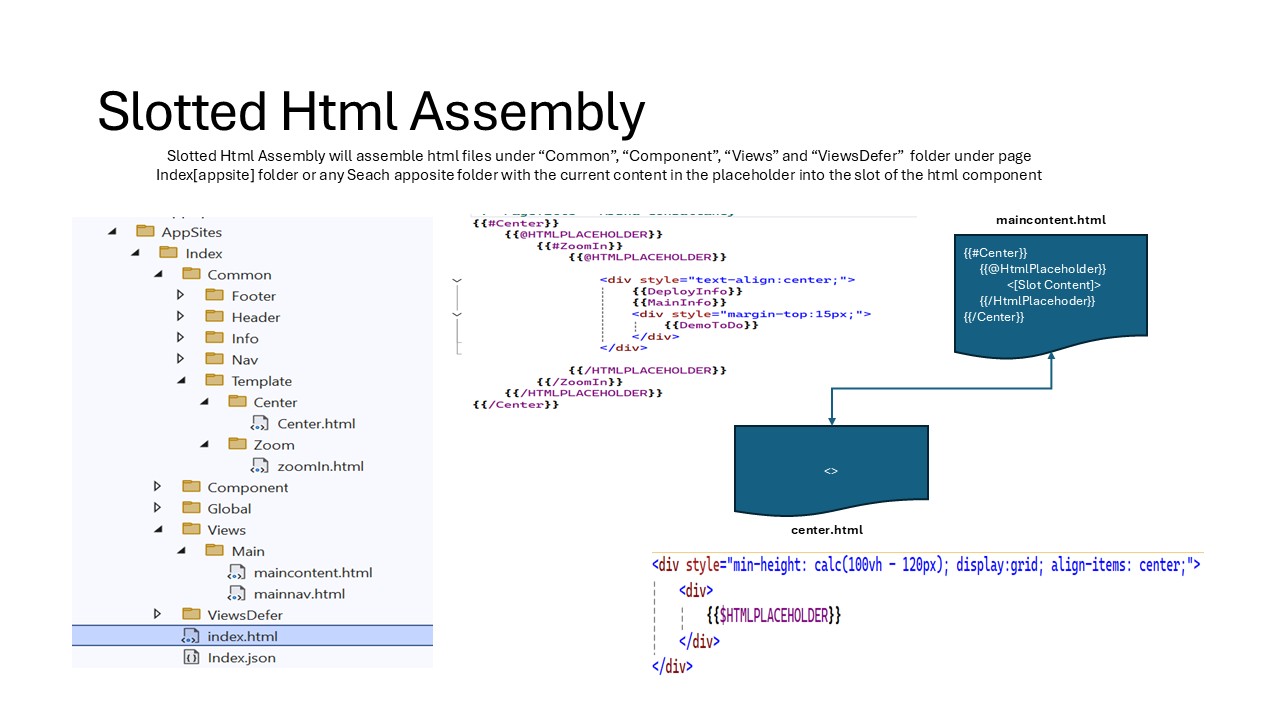 Slotted Html Assembly
Slotted Html Assembly will assemble html files under “Common”, “Component”, “Views” and “ViewsDefer” folder under page
Index[appsite] folder or any Seach apposite folder with the current content in the placeholder into the slot of the html component
AppSites
Index
Common
Footer
Header
Info
Nav
Template
Center
Center.html
Zoom
zoomIn.html
Component
Global
Views
Main
maincontent.html
mainnav.html
ViewsDefer
index.html
Index.json
{{#Center}}
{{@HTMLPLACEHOLDER}}
{{#ZoomIn}}
{{@HTMLPLACEHOLDER}}
<div style="text-align:center;">
{{DeployInfo}}
{{MainInfo}}
<div style="margin-top:15px;">
{{DemoToDo}}
</div>
</div>
{{/HTMLPLACEHOLDER}}
{{/ZoomIn}}
{{/HTMLPLACEHOLDER}}
{{/Center}}
maincontent.html
{{#Center}}
{{@HtmlPlaceholder}}
<[Slot Content]>
{{/HtmlPlacehoder}}
{{/Center}}
<>
center.html
<div style="min-height: calc(100vh - 120px); display:grid; align-items: center;">
<div>
{{$HTMLPLACEHOLDER}}
</div>
</div>